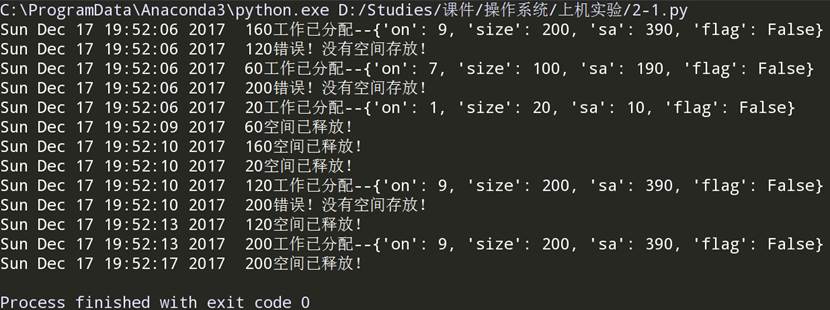 C:\ProgramData\Anaconda3\python.exe D:/Studies/课件/操作系统/上机实验/2-1.py
Sun Dec 17 19:52:06 2017  160工作已分配--{'on': 9, 'size': 200, 'sa': 390, 'flag': False}
Sun Dec 17 19:52:06 2017  120错误！没有空间存放！
Sun Dec 17 19:52:06 2017  60工作已分配--{'on': 7, 'size': 100, 'sa': 190, 'flag': False}
Sun Dec 17 19:52:06 2017  200错误！没有空间存放！
Sun Dec 17 19:52:06 2017  20工作已分配--{'on': 1, 'size': 20, 'sa': 10, 'flag': False}
Sun Dec 17 19:52:09 2017  60空间已释放！
Sun Dec 17 19:52:10 2017  160空间已释放！
Sun Dec 17 19:52:10 2017  20空间已释放！
Sun Dec 17 19:52:10 2017  120工作已分配--{'on': 9, 'size': 200, 'sa': 390, 'flag': False}
Sun Dec 17 19:52:10 2017  200错误！没有空间存放！
Sun Dec 17 19:52:13 2017  120空间已释放！
Sun Dec 17 19:52:13 2017  200工作已分配--{'on': 9, 'size': 200, 'sa': 390, 'flag': False}
Sun Dec 17 19:52:17 2017  200空间已释放！
Process finished with exit code 0